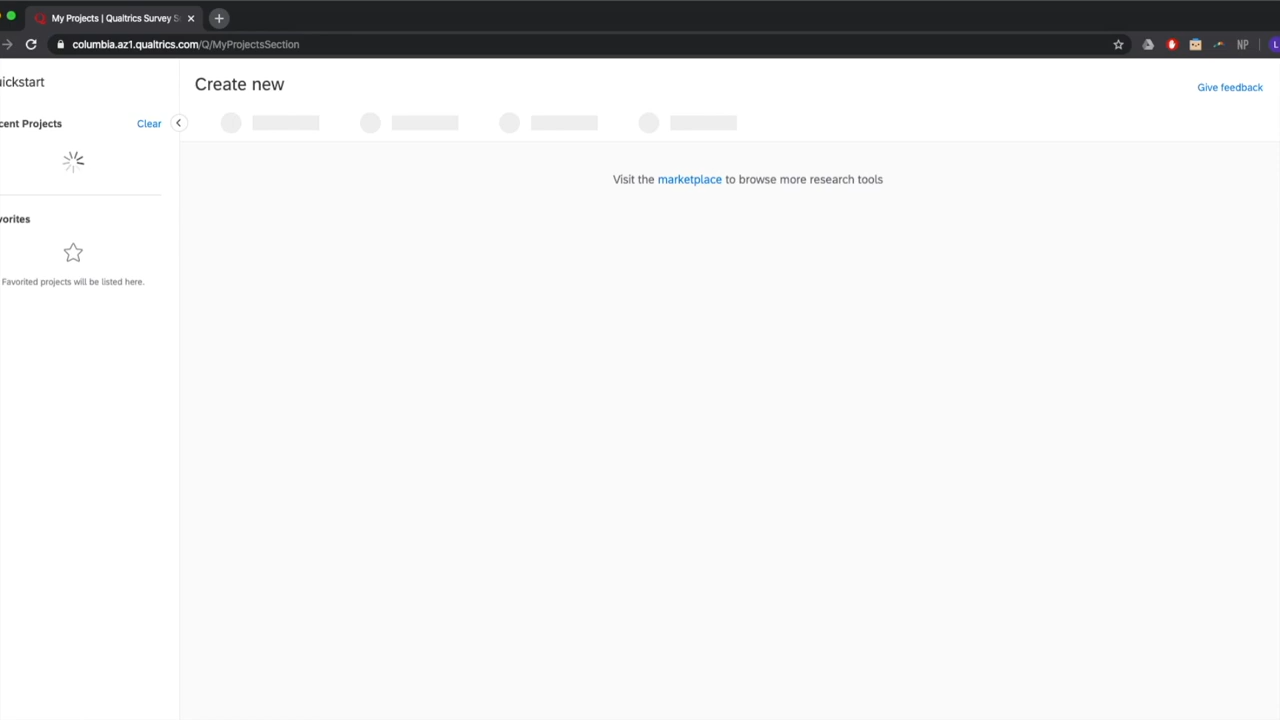 My Projects | Qualtrics Survey S
columbia.az1.qualtrics.com/Q/MyProjectsSection
NP
L
uickstart
Create new
Give feedback
cent Projects
Clear
Visit the marketplace to browse more research tools
vorites
Favorited projects will be listed here.